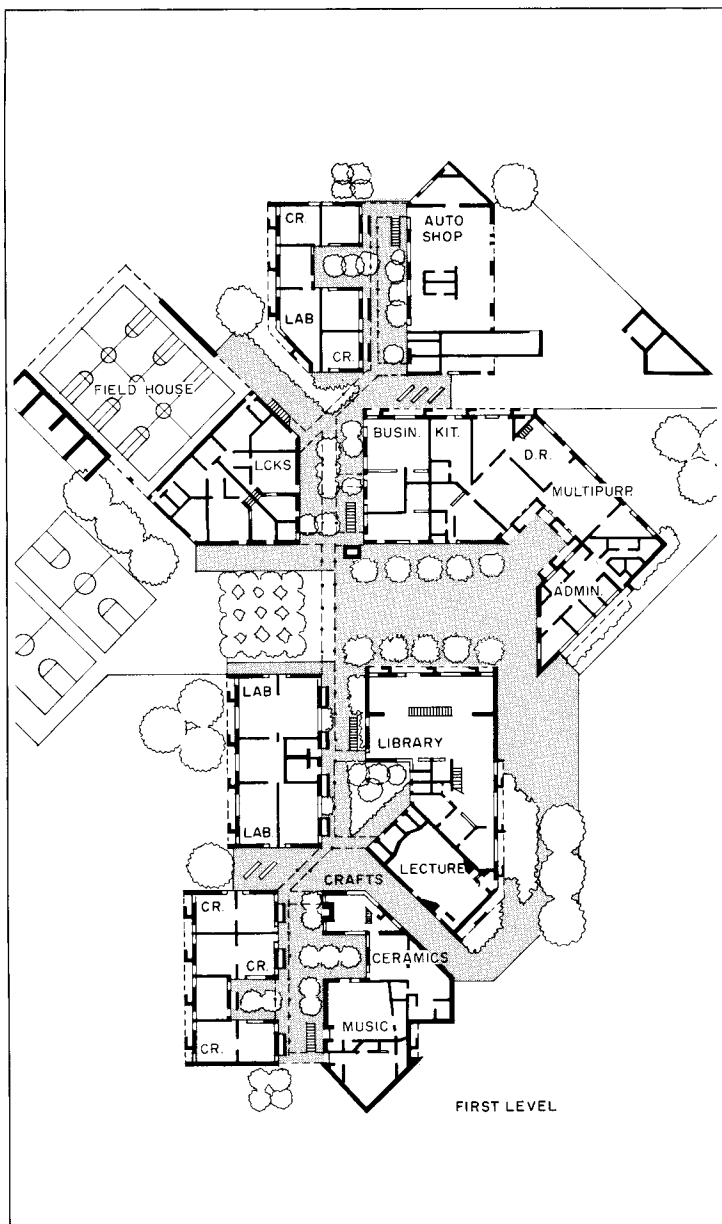 CR.
AUTO
SHOP
LAB
CR.
FIELD HOUSE
BUSIN.
KIT.
D.R.
LCKS
MULTIPURP.
ADMIN.
LAB
LIBRARY
LAB
LECTURE
CRAFTS
CR.
CERAMICS
CR.
MUSIC
CR.
FIRST LEVEL